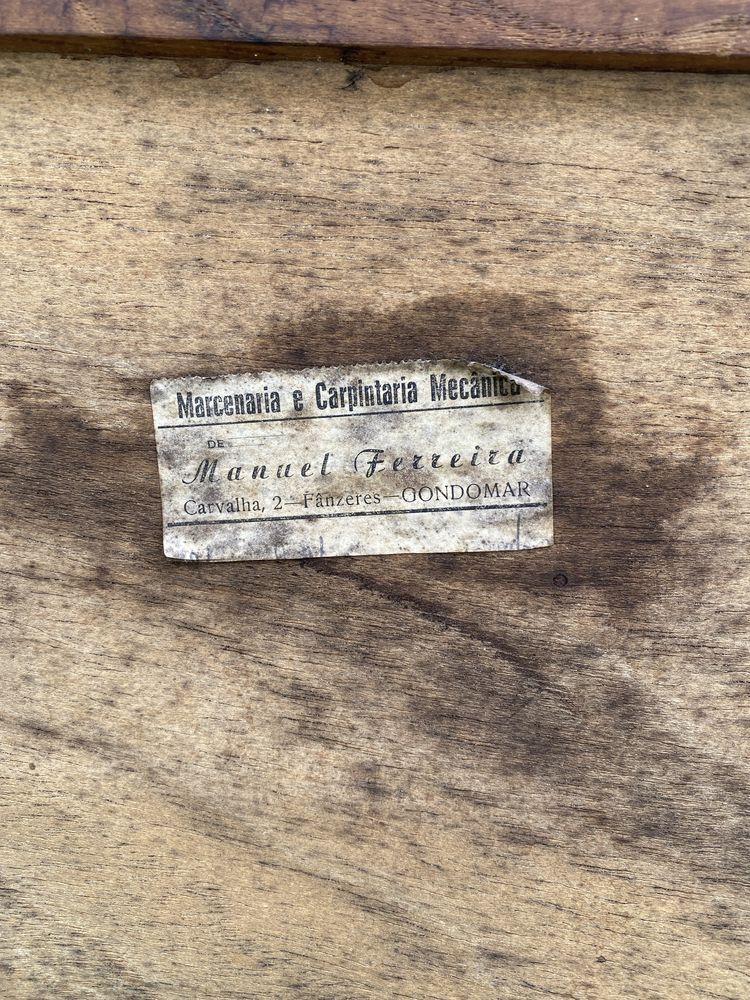 Marcenaria e Carpintaria Mecânica
DE
Manuel Ferreira
Carvalha, 2—Fânzeres—GONDOMAR